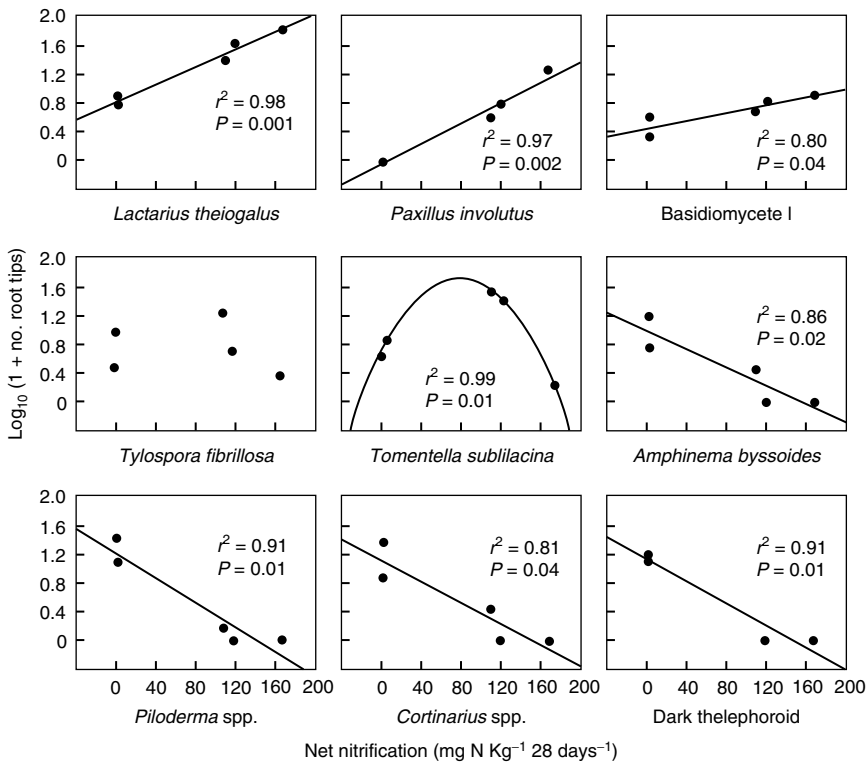 Log₁₀ (1 + no. root tips)
2.0
1.6
1.2
0.8
0.4
0
r² = 0.98
P = 0.001
r² = 0.97
P = 0.002
r² = 0.80
P = 0.04
Lactarius theiogalus
Paxillus involutus
Basidiomycete I
2.0
1.6
1.2
0.8
0.4
0
r² = 0.99
P = 0.01
r² = 0.86
P = 0.02
Tylospora fibrillosa
Tomentella sublilacina
Amphinema byssoides
2.0
1.6
1.2
0.8
0.4
0
r² = 0.91
P = 0.01
r² = 0.81
P = 0.04
r² = 0.91
P = 0.01
0 40 80 120 160 200
0 40 80 120 160 200
0 40 80 120 160 200
Piloderma spp.
Cortinarius spp.
Dark thelephoroid
Net nitrification (mg N Kg⁻¹ 28 days⁻¹)